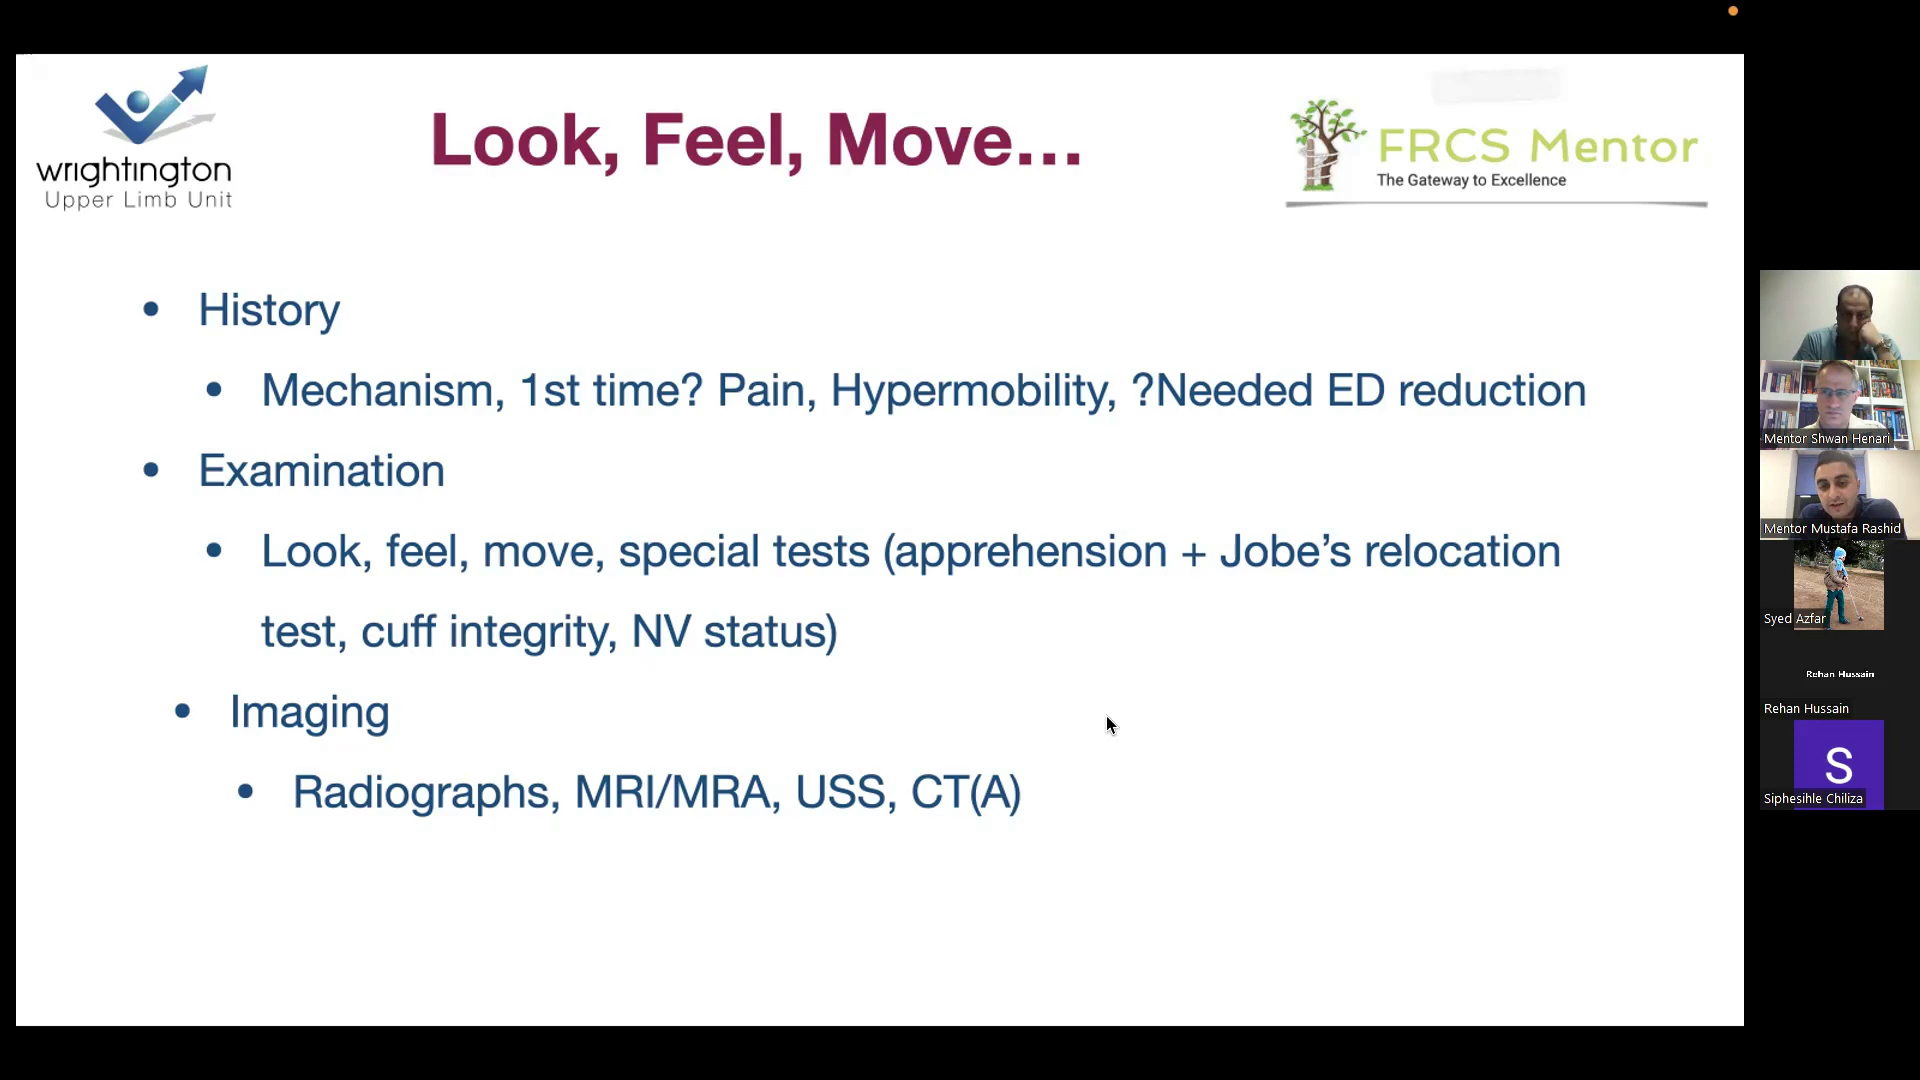 wrightington
Upper Limb Unit
Look, Feel, Move...
FRCS Mentor
The Gateway to Excellence
• History
• Mechanism, 1st time? Pain, Hypermobility, ?Needed ED reduction
• Examination
• Look, feel, move, special tests (apprehension + Jobe’s relocation
test, cuff integrity, NV status)
• Imaging
• Radiographs, MRI/MRA, USS, CT(A)
Mentor Shwan Henari
Mentor Mustafa Rashid
Syed Azfar
Rehan Hussain
Rehan Hussain
S
Siphesihle Chiliza